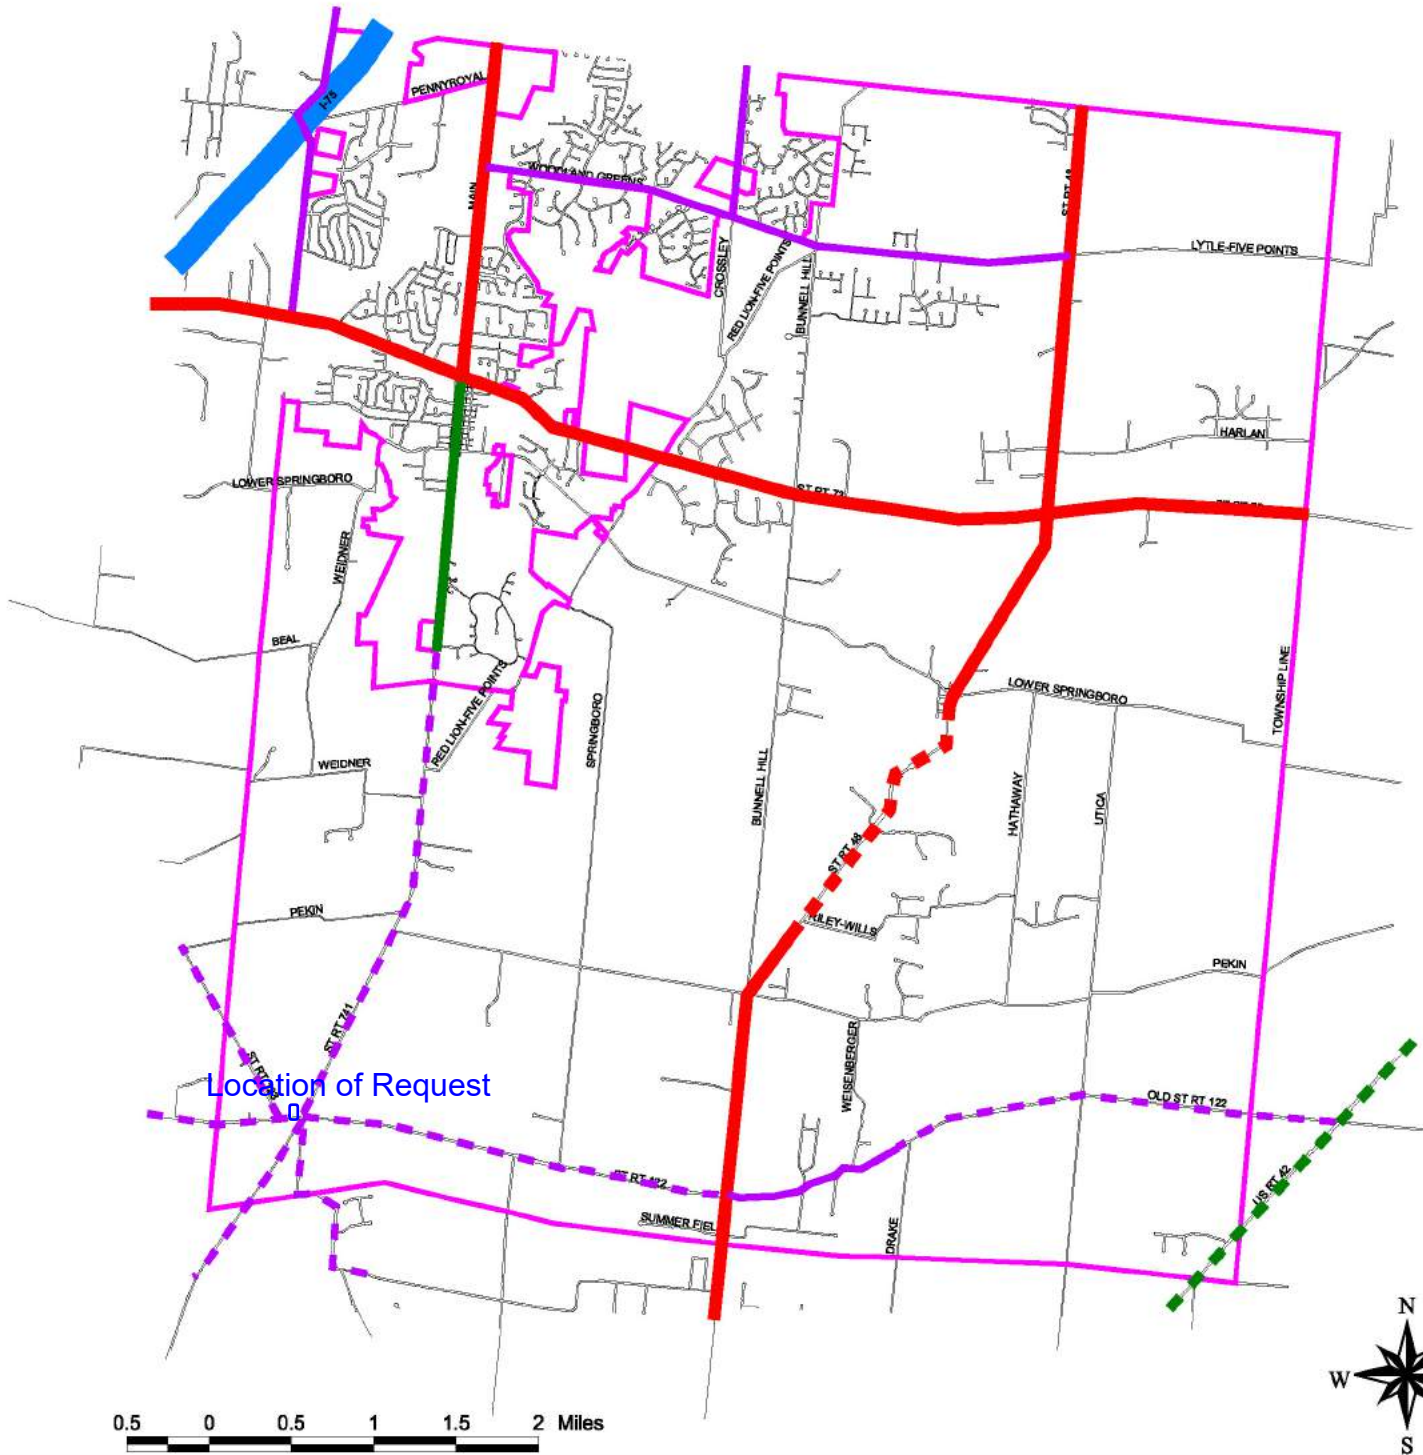 I-75
PENNYROYAL
MAIN
WOODLAND GREENS
ST RT 48
LYTLE-FIVE POINTS
CROSSLEY
RED LION-FIVE POINTS
BUNNELL HILL
HARLAN
LOWER SPRINGBORO
ST RT 73
WEIDNER
BEAL
RED LION-FIVE POINTS
SPRINGBORO
LOWER SPRINGBORO
TOWNSHIP LINE
WEIDNER
BUNNELL HILL
HATHAWAY
UTICA
ST RT 48
PEKIN
RILEY-WILLS
PEKIN
ST RT 741
WEISENBERGER
Location of Request
OLD ST RT 122
ST RT 122
US RT 42
SUMMER FIEL
DRAKE
N
W
S
0.5 0 0.5 1 1.5 2 Miles